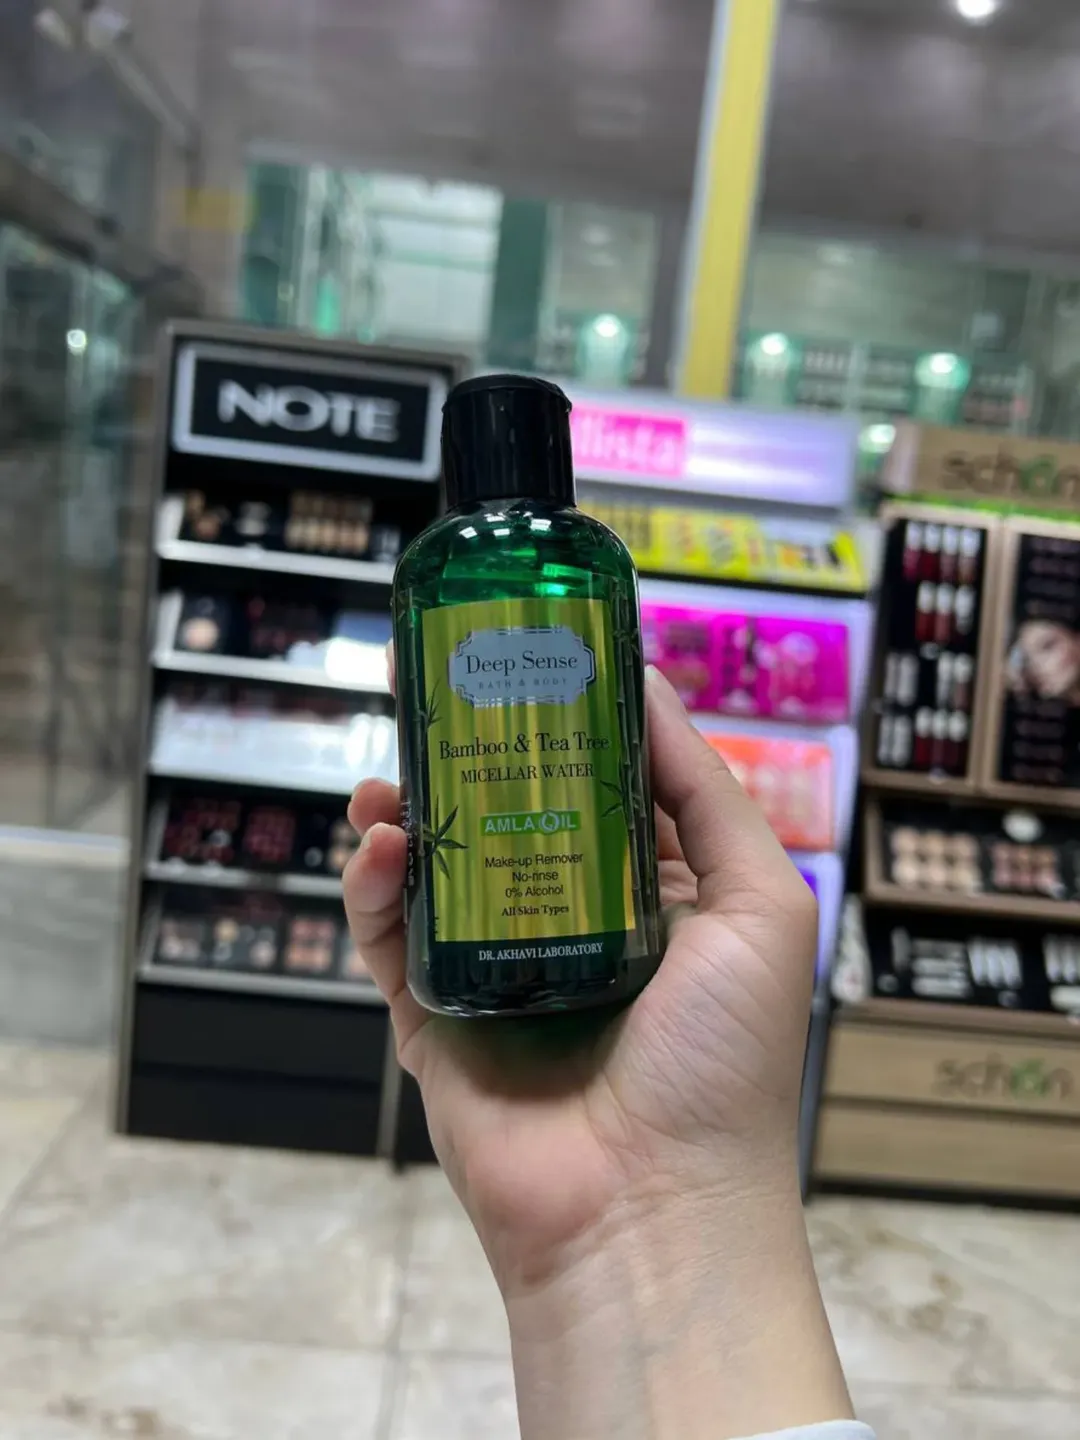 NOTE
llista
schön
Deep Sense
BATH & BODY
Bamboo & Tea Tree
MICELLAR WATER
AMLA OIL
Make-up Remover
No-rinse
0% Alcohol
All Skin Types
DR. AKHAVI LABORATORY
schön